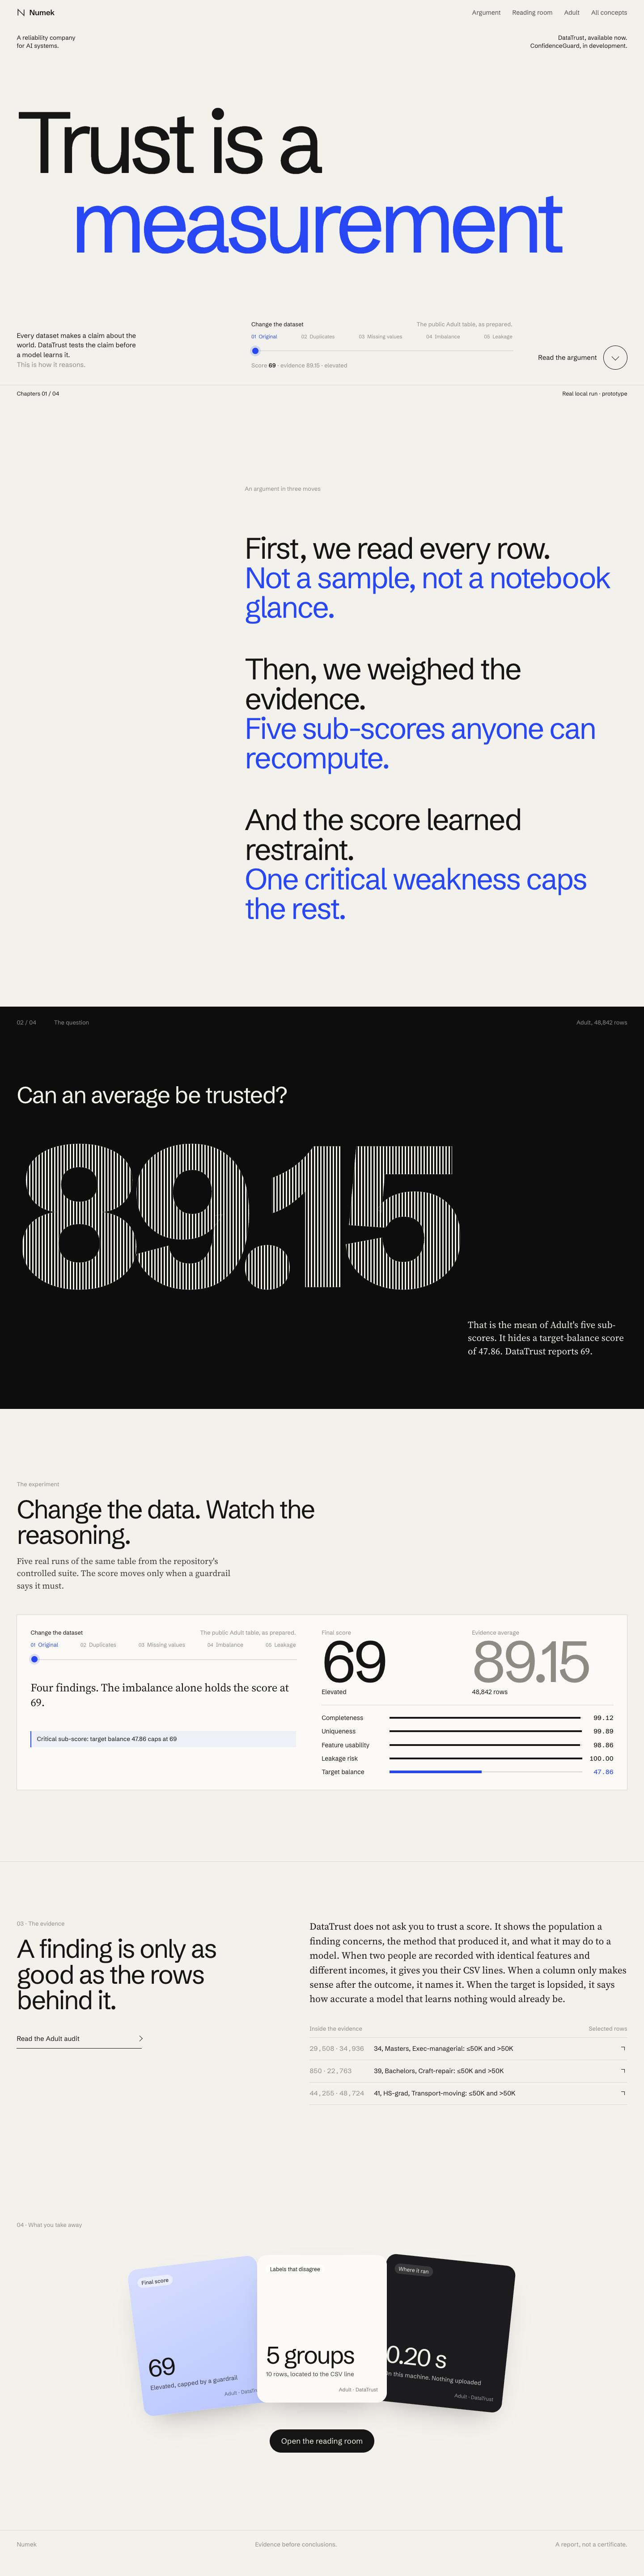 Numek
Argument
Reading room
Adult
All concepts
A reliability company
for AI systems.
DataTrust, available now.
ConfidenceGuard, in development.
Trust is a
measurement
Every dataset makes a claim about the
world. DataTrust tests the claim before
a model learns it.
This is how it reasons.
Change the dataset
The public Adult table, as prepared.
01 Original
02 Duplicates
03 Missing values
04 Imbalance
05 Leakage
Score 69 · evidence 89.15 · elevated
Read the argument
Chapters 01 / 04
Real local run · prototype
An argument in three moves
First, we read every row.
Not a sample, not a notebook
glance.
Then, we weighed the
evidence.
Five sub-scores anyone can
recompute.
And the score learned
restraint.
One critical weakness caps
the rest.
02 / 04
The question
Adult, 48,842 rows
Can an average be trusted?
89.15
That is the mean of Adult's five sub-
scores. It hides a target-balance score
of 47.86. DataTrust reports 69.
The experiment
Change the data. Watch the
reasoning.
Five real runs of the same table from the repository's
controlled suite. The score moves only when a guardrail
says it must.
Change the dataset
The public Adult table, as prepared.
01 Original
02 Duplicates
03 Missing values
04 Imbalance
05 Leakage
Four findings. The imbalance alone holds the score at
69.
Critical sub-score: target balance 47.86 caps at 69
Final score
69
Elevated
Evidence average
89.15
48,842 rows
Completeness 99.12
Uniqueness 99.89
Feature usability 98.86
Leakage risk 100.00
Target balance 47.86
03 · The evidence
A finding is only as
good as the rows
behind it.
Read the Adult audit
DataTrust does not ask you to trust a score. It shows the population a
finding concerns, the method that produced it, and what it may do to a
model. When two people are recorded with identical features and
different incomes, it gives you their CSV lines. When a column only makes
sense after the outcome, it names it. When the target is lopsided, it says
how accurate a model that learns nothing would already be.
Inside the evidence
Selected rows
29,508 · 34,936 34, Masters, Exec-managerial: ≤50K and >50K
850 · 22,763 39, Bachelors, Craft-repair: ≤50K and >50K
44,255 · 48,724 41, HS-grad, Transport-moving: ≤50K and >50K
04 · What you take away
Final score
69
Elevated, capped by a guardrail
Adult · DataTr
Labels that disagree
5 groups
10 rows, located to the CSV line
Adult · DataTrust
Where it ran
0.20 s
this machine. Nothing uploaded
Adult · DataTrust
Open the reading room
Numek
Evidence before conclusions.
A report, not a certificate.